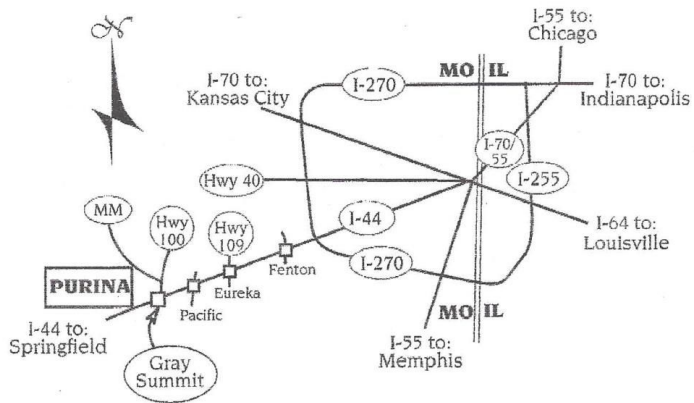 I-55 to:
Chicago
I-70 to:
Kansas City
I-270
MO
IL
I-70 to:
Indianapolis
I-70/
55
Hwy 40
I-255
MM
Hwy
100
Hwy
109
I-44
I-64 to:
Louisville
Fenton
I-270
PURINA
Eureka
Pacific
MO
IL
I-44 to:
Springfield
I-55 to:
Memphis
Gray
Summit